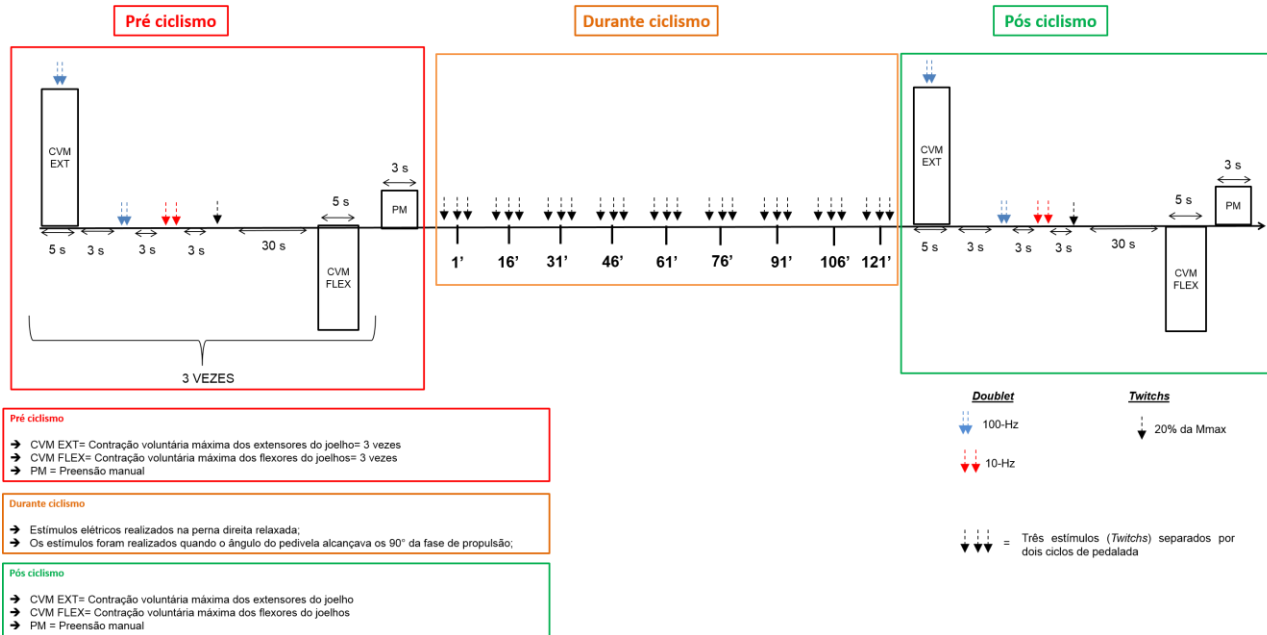 Pré ciclismo
Durante ciclismo
Pós ciclismo
CVM
EXT
5 s
3 s
3 s
3 s
30 s
5 s
CVM
FLEX
3 s
PM
3 VEZES
1’
16’
31’
46’
61’
76’
91’
106’
121’
CVM
EXT
5 s
3 s
3 s
3 s
30 s
5 s
CVM
FLEX
3 s
PM
Pré ciclismo
➔ CVM EXT= Contração voluntária máxima dos extensores do joelho= 3 vezes
➔ CVM FLEX= Contração voluntária máxima dos flexores do joelhos= 3 vezes
➔ PM = Preensão manual
Durante ciclismo
➔ Estímulos elétricos realizados na perna direita relaxada;
➔ Os estímulos foram realizados quando o ângulo do pedivela alcançava os 90° da fase de propulsão;
Pós ciclismo
➔ CVM EXT= Contração voluntária máxima dos extensores do joelho
➔ CVM FLEX= Contração voluntária máxima dos flexores do joelhos
➔ PM = Preensão manual
Doublet
100-Hz
10-Hz
Twitchs
20% da Mmax
= Três estímulos (Twitchs) separados por
dois ciclos de pedalada